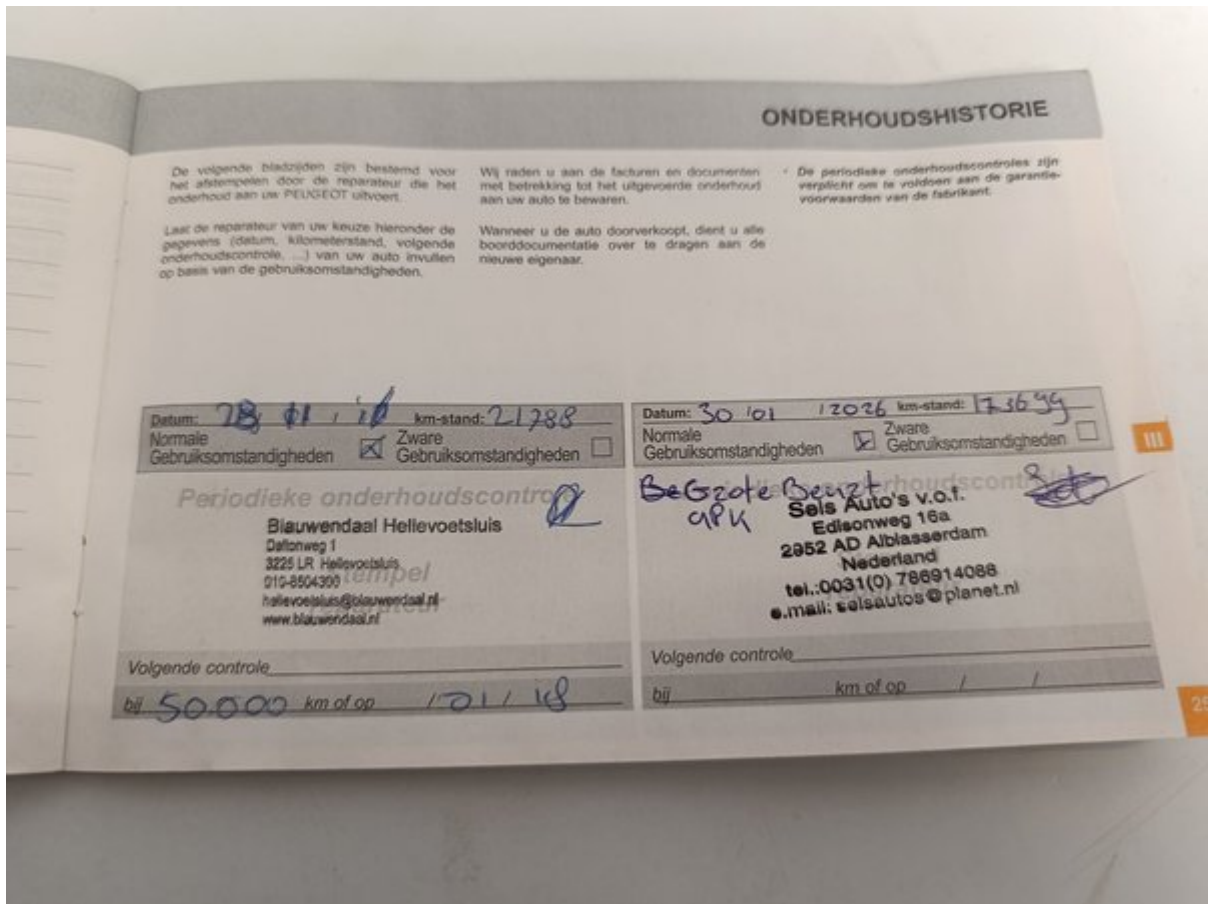 ONDERHOUDSHISTORIE
De volgende bladzijden zijn bestemd voor
het afstempelen door de reparateur die het
onderhoud aan uw PEUGEOT uitvoert.
Laat de reparateur van uw keuze hieronder de
gegevens (datum, kilometerstand, volgende
onderhoudscontrole, ...) van uw auto invullen
op basis van de gebruiksomstandigheden.
Wij raden u aan de facturen en documenten
met betrekking tot het uitgevoerde onderhoud
aan uw auto te bewaren.
Wanneer u de auto doorverkoopt, dient u alle
boorddocumentatie over te dragen aan de
nieuwe eigenaar.
De periodieke onderhoudscontroles zijn
verplicht om te voldoen aan de garantie-
voorwaarden van de fabrikant.
Datum: km-stand: 21788
Normale
Gebruiksomstandigheden
Zware
Gebruiksomstandigheden
Periodieke onderhoudscontrole
Blauwendaal Hellevoetsluis
Daltonweg 1
3225 LR Hellevoetsluis
010-8504300
hellevoetsluis@blauwendaal.nl
www.blauwendaal.nl
Volgende controle
bij 50.000 km of op / 01 / 18
Datum: 30 / 01 / 2026 km-stand: 173699
Normale
Gebruiksomstandigheden
Zware
Gebruiksomstandigheden
Grote Beurt
APK
Sels Auto's v.o.f.
Edisonweg 16a
2952 AD Alblasserdam
Nederland
tel.:0031(0) 786914088
e.mail: selsautos@planet.nl
Volgende controle
bij km of op / /
III